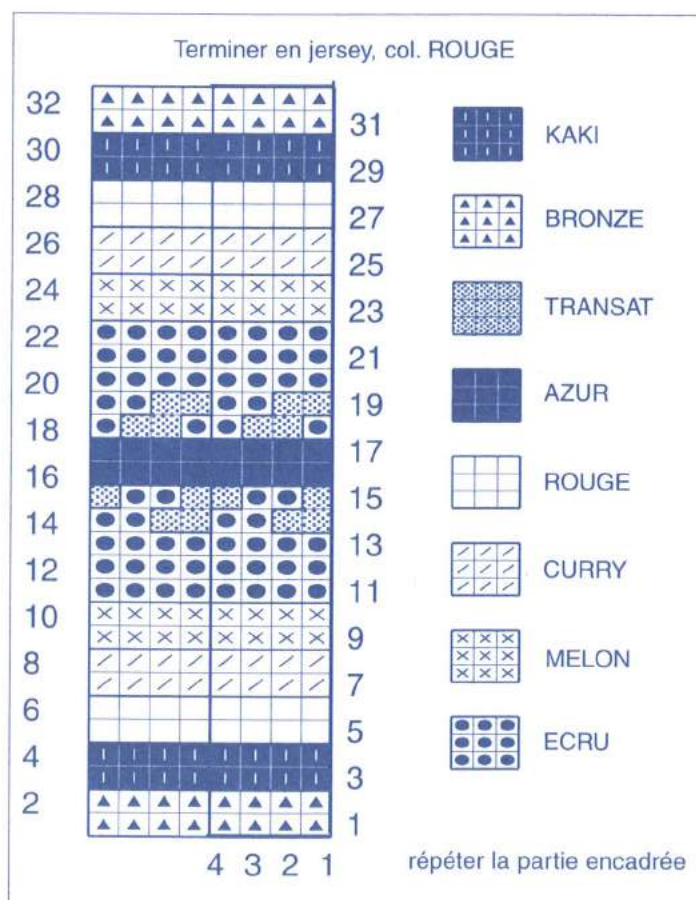 Terminer en jersey, col. ROUGE
32
31
30
29
28
27
26
25
24
23
22
21
20
19
18
17
16
15
14
13
12
11
10
9
8
7
6
5
4
3
2
1
4 3 2 1
KAKI
BRONZE
TRANSAT
AZUR
ROUGE
CURRY
MELON
ECRU
répéter la partie encadrée